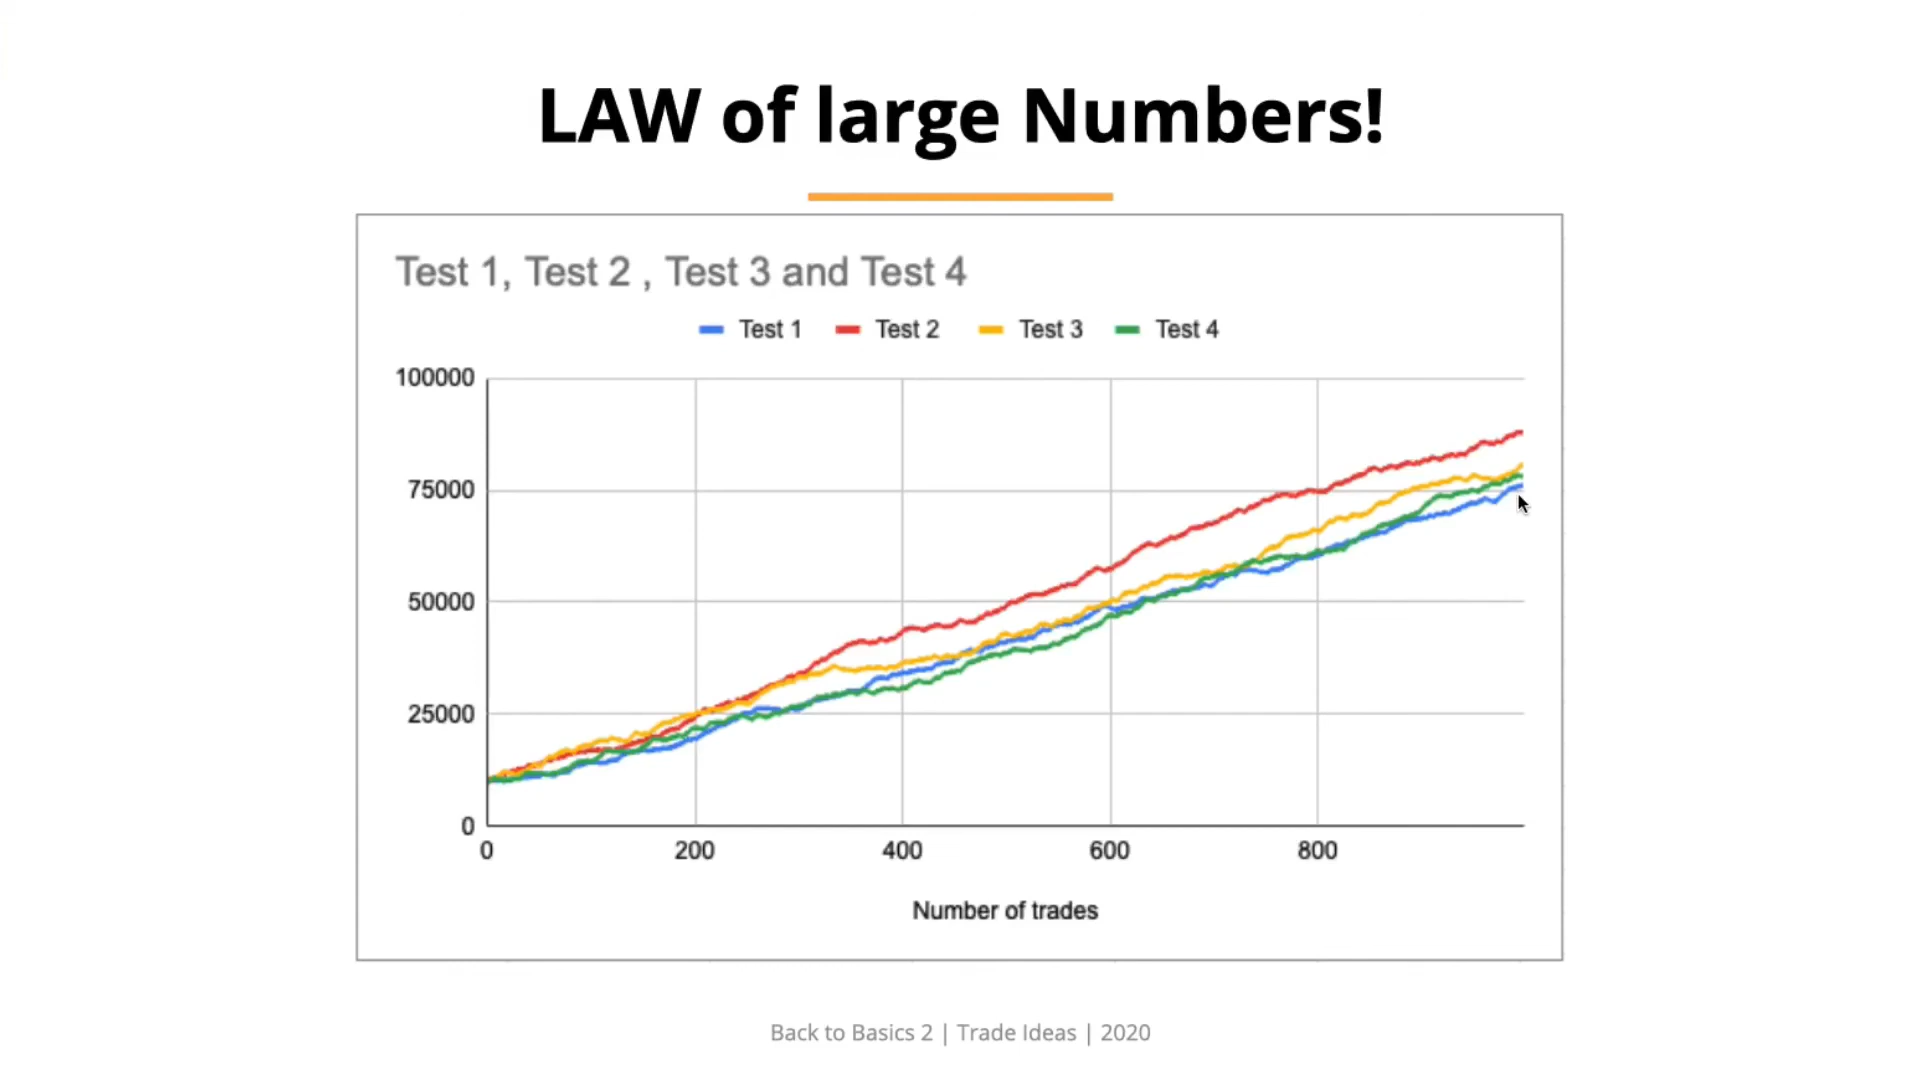 LAW of large Numbers!
Test 1, Test 2 , Test 3 and Test 4
Test 1 Test 2 Test 3 Test 4
100000
75000
50000
25000
0
0 200 400 600 800
Number of trades
Back to Basics 2 | Trade Ideas | 2020